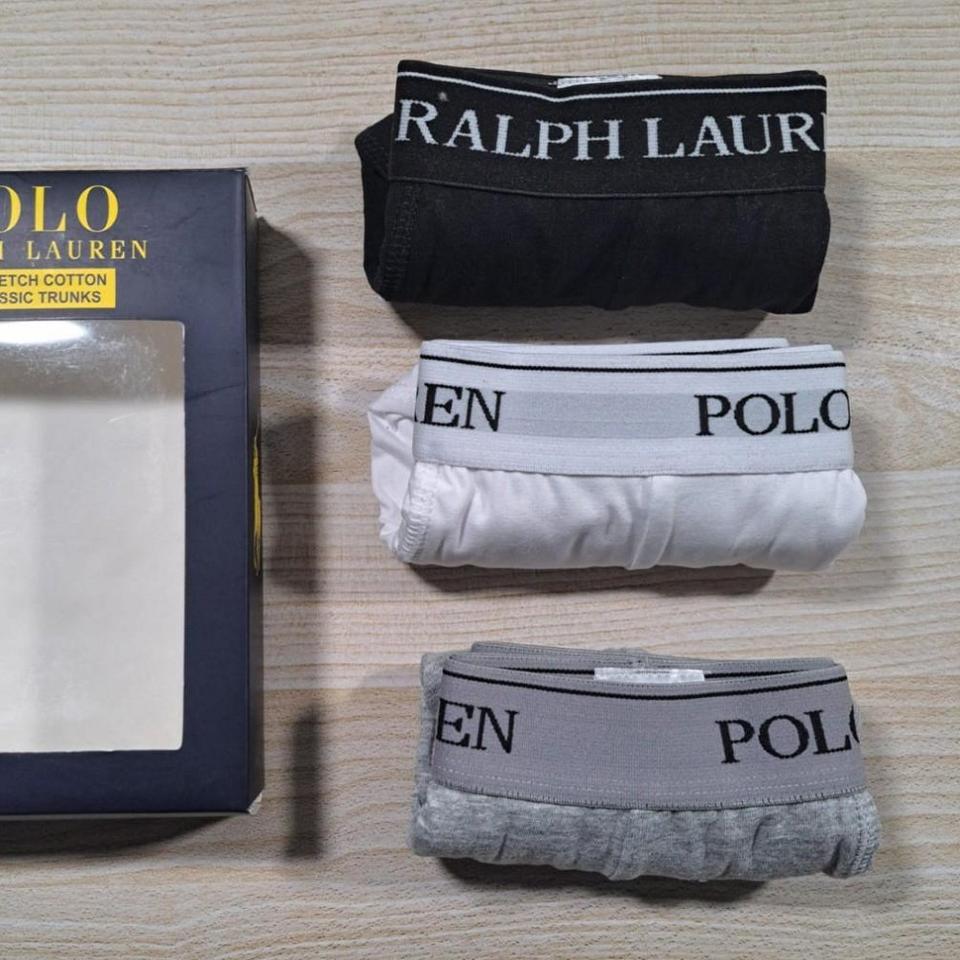 OLO
H LAUREN
ETCH COTTON
SSIC TRUNKS
RALPH LAUR
EN POLO
EN POLO